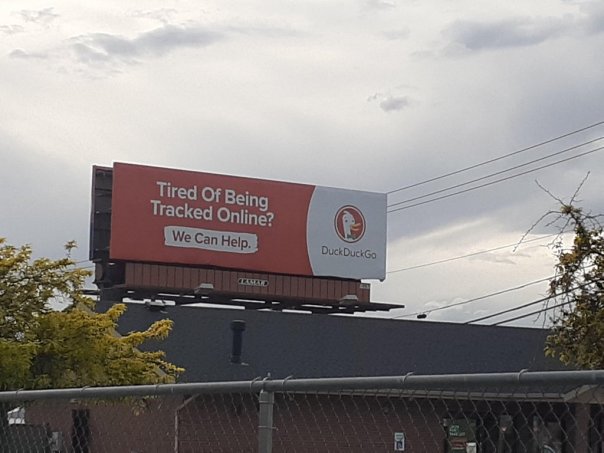 Tired Of Being
Tracked Online?
We Can Help.
DuckDuckGo
LAMAR